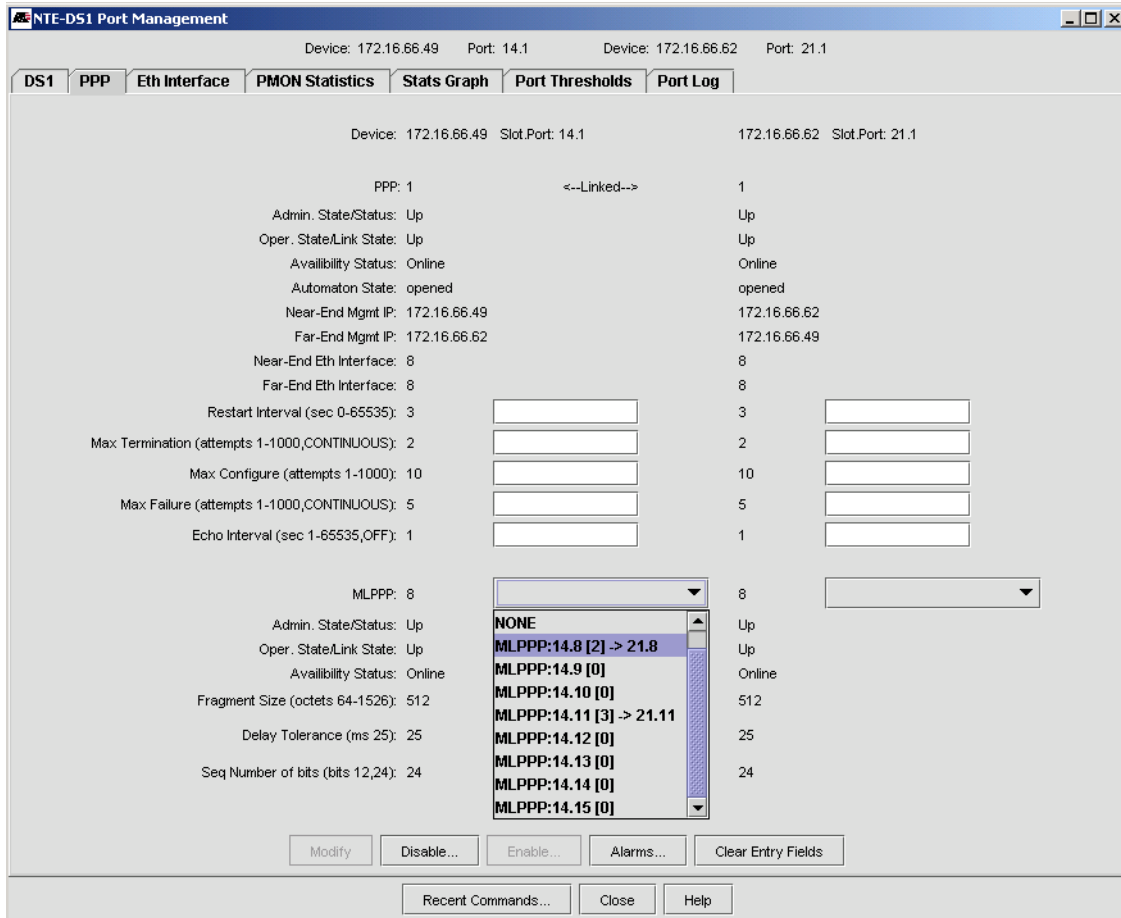 NTE-DS1 Port Management
Device: 172.16.66.49 Port: 14.1 Device: 172.16.66.62 Port: 21.1
DS1 PPP Eth Interface PMON Statistics Stats Graph Port Thresholds Port Log
Device: 172.16.66.49 Slot.Port: 14.1 172.16.66.62 Slot.Port: 21.1
PPP: 1 <--Linked--> 1
Admin. State/Status: Up Up
Oper. State/Link State: Up Up
Availibility Status: Online Online
Automaton State: opened opened
Near-End Mgmt IP: 172.16.66.49 172.16.66.62
Far-End Mgmt IP: 172.16.66.62 172.16.66.49
Near-End Eth Interface: 8 8
Far-End Eth Interface: 8 8
Restart Interval (sec 0-65535): 3 3
Max Termination (attempts 1-1000,CONTINUOUS): 2 2
Max Configure (attempts 1-1000): 10 10
Max Failure (attempts 1-1000,CONTINUOUS): 5 5
Echo Interval (sec 1-65535,OFF): 1 1
MLPPP: 8 8
Admin. State/Status: Up Up
Oper. State/Link State: Up Up
Availibility Status: Online Online
Fragment Size (octets 64-1526): 512 512
Delay Tolerance (ms 25): 25 25
Seq Number of bits (bits 12,24): 24 24
NONE
MLPPP:14.8 [2] -> 21.8
MLPPP:14.9 [0]
MLPPP:14.10 [0]
MLPPP:14.11 [3] -> 21.11
MLPPP:14.12 [0]
MLPPP:14.13 [0]
MLPPP:14.14 [0]
MLPPP:14.15 [0]
Modify Disable... Enable... Alarms... Clear Entry Fields
Recent Commands... Close Help